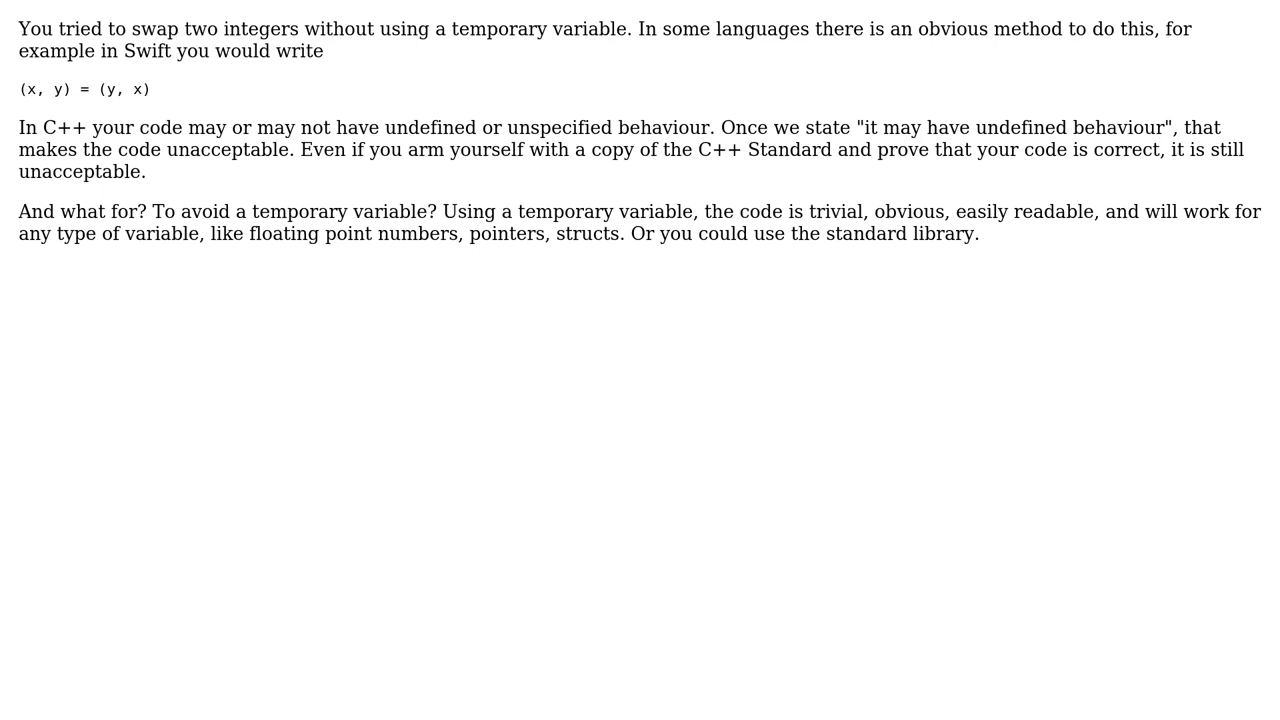 You tried to swap two integers without using a temporary variable. In some languages there is an obvious method to do this, for
example in Swift you would write
(x, y) = (y, x)
In C++ your code may or may not have undefined or unspecified behaviour. Once we state "it may have undefined behaviour", that
makes the code unacceptable. Even if you arm yourself with a copy of the C++ Standard and prove that your code is correct, it is still
unacceptable.
And what for? To avoid a temporary variable? Using a temporary variable, the code is trivial, obvious, easily readable, and will work for
any type of variable, like floating point numbers, pointers, structs. Or you could use the standard library.